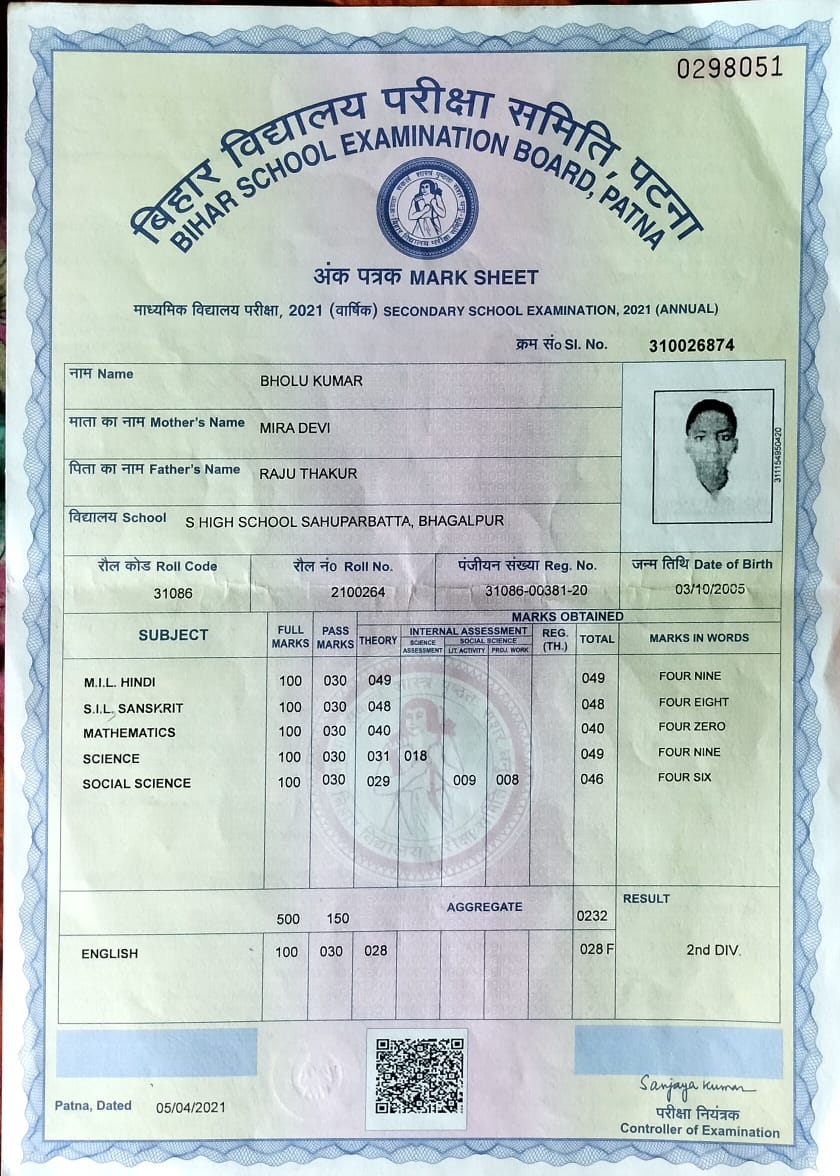 0298051
बिहार विद्यालय परीक्षा समिति, पटना
BIHAR SCHOOL EXAMINATION BOARD, PATNA
अंक पत्रक MARK SHEET
माध्यमिक विद्यालय परीक्षा, 2021 (वार्षिक) SECONDARY SCHOOL EXAMINATION, 2021 (ANNUAL)
क्रम सं० Sl. No. 310026874
नाम Name BHOLU KUMAR
माता का नाम Mother's Name MIRA DEVI
पिता का नाम Father's Name RAJU THAKUR
विद्यालय School S HIGH SCHOOL SAHUPARBATTA, BHAGALPUR
311154950420
रौल कोड Roll Code रौल नं० Roll No. पंजीयन संख्या Reg. No. जन्म तिथि Date of Birth
31086 2100264 31086-00381-20 03/10/2005
MARKS OBTAINED
SUBJECT FULL MARKS PASS MARKS THEORY INTERNAL ASSESSMENT REG. (TH.) TOTAL MARKS IN WORDS
SCIENCE ASSESSMENT SOCIAL SCIENCE LIT. ACTIVITY PROJ. WORK
M.I.L. HINDI 100 030 049 049 FOUR NINE
S.I.L. SANSKRIT 100 030 048 048 FOUR EIGHT
MATHEMATICS 100 030 040 040 FOUR ZERO
SCIENCE 100 030 031 018 049 FOUR NINE
SOCIAL SCIENCE 100 030 029 009 008 046 FOUR SIX
AGGREGATE RESULT
500 150 0232
ENGLISH 100 030 028 028 F 2nd DIV.
Sanjaya Kumar
Patna, Dated 05/04/2021
परीक्षा नियंत्रक
Controller of Examination